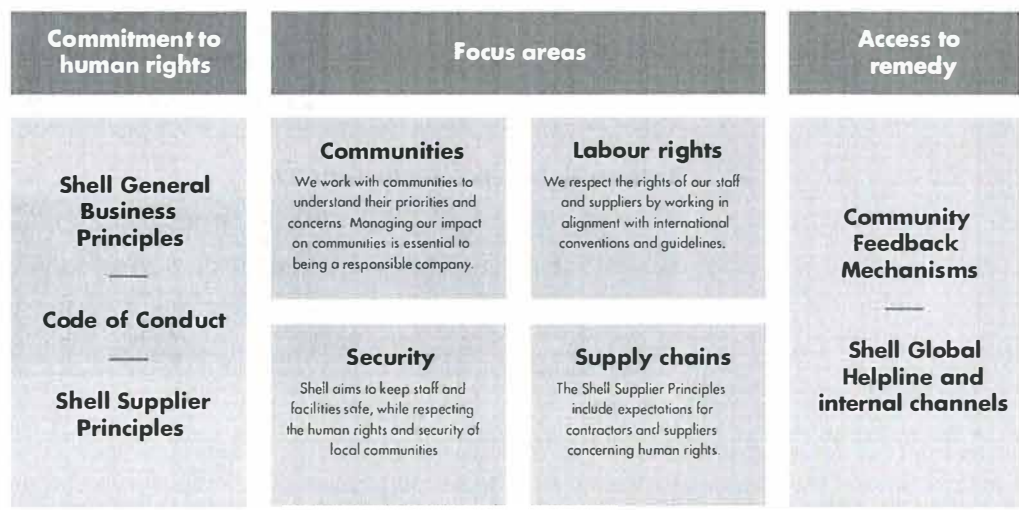 Commitment to
human rights
Focus areas
Access to
remedy
Shell General
Business
Principles
Code of Conduct
Shell Supplier
Principles
Communities
We work with communities to
understand their priorities and
concerns. Managing our impact
on communities is essential to
being a responsible company.
Labour rights
We respect the rights of our staff
and suppliers by working in
alignment with international
conventions and guidelines.
Security
Shell aims to keep staff and
facilities safe, while respecting
the human rights and security of
local communities
Supply chains
The Shell Supplier Principles
include expectations for
contractors and suppliers
concerning human rights.
Community
Feedback
Mechanisms
Shell Global
Helpline and
internal channels